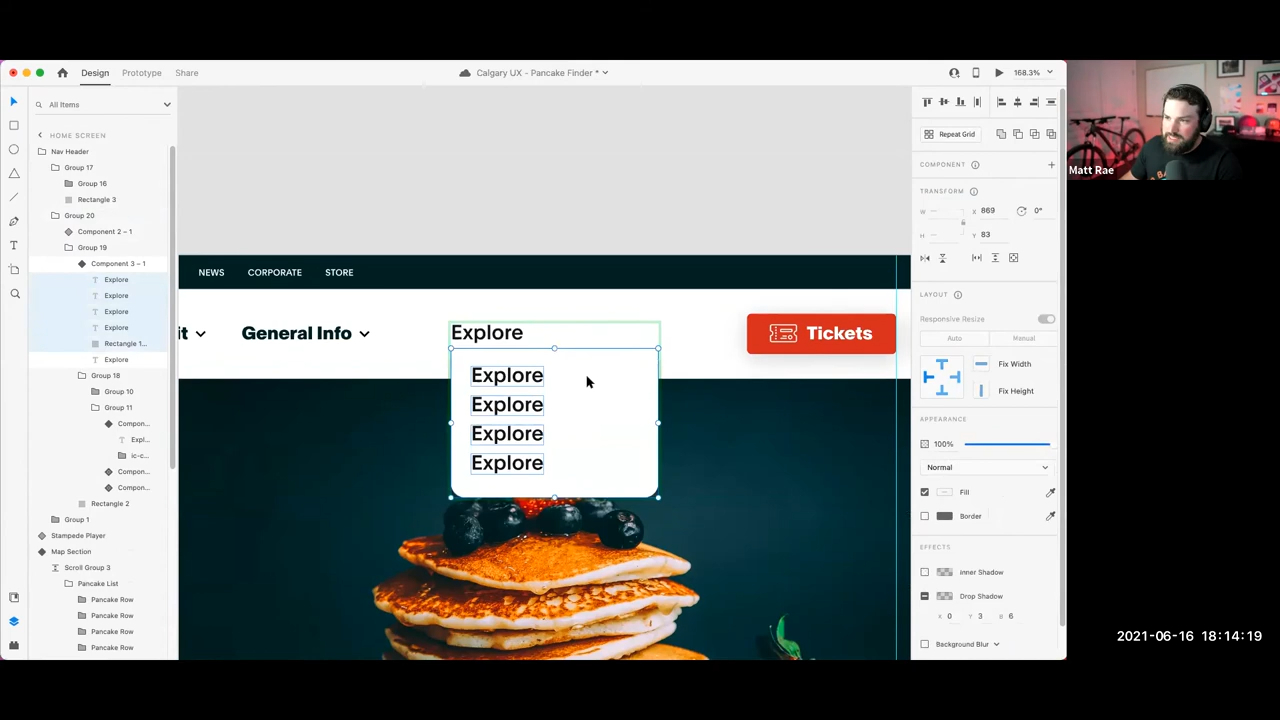 Design Prototype Share
Calgary UX - Pancake Finder *
168.3%
All Items
HOME SCREEN
Nav Header
Group 17
Group 16
Rectangle 3
Group 20
Component 2 – 1
Group 19
Component 3 – 1
Explore
Explore
Explore
Explore
Rectangle 1...
Explore
Group 18
Group 10
Group 11
Compon...
Expl...
ic-c...
Compon...
Compon...
Rectangle 2
Group 1
Stampede Player
Map Section
Scroll Group 3
Pancake List
Pancake Row
Pancake Row
Pancake Row
Pancake Row
NEWS CORPORATE STORE
it General Info Explore Tickets
Explore
Explore
Explore
Explore
Repeat Grid
COMPONENT
TRANSFORM
W X 869 0°
H Y 83
LAYOUT
Responsive Resize
Auto Manual
Fix Width
Fix Height
APPEARANCE
100%
Normal
Fill
Border
EFFECTS
Inner Shadow
Drop Shadow
X 0 Y 3 B 6
Background Blur
Matt Rae
2021-06-16 18:14:19